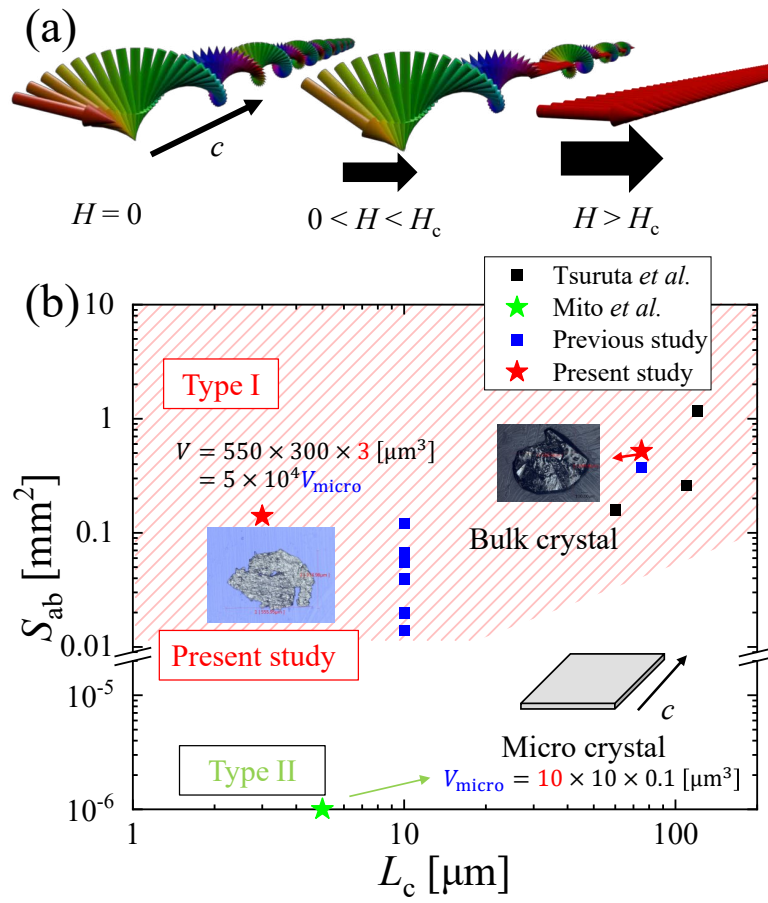 (a)
c
H = 0
0 < H < Hc
H > Hc
(b)
Tsuruta et al.
Mito et al.
Previous study
Present study
10
1
0.1
0.01
10⁻⁵
10⁻⁶
Sab [mm²]
Type I
V = 550 × 300 × 3 [μm³]
= 5 × 10⁴Vmicro
Bulk crystal
Present study
c
Micro crystal
Type II
Vmicro = 10 × 10 × 0.1 [μm³]
1
10
100
Lc [μm]